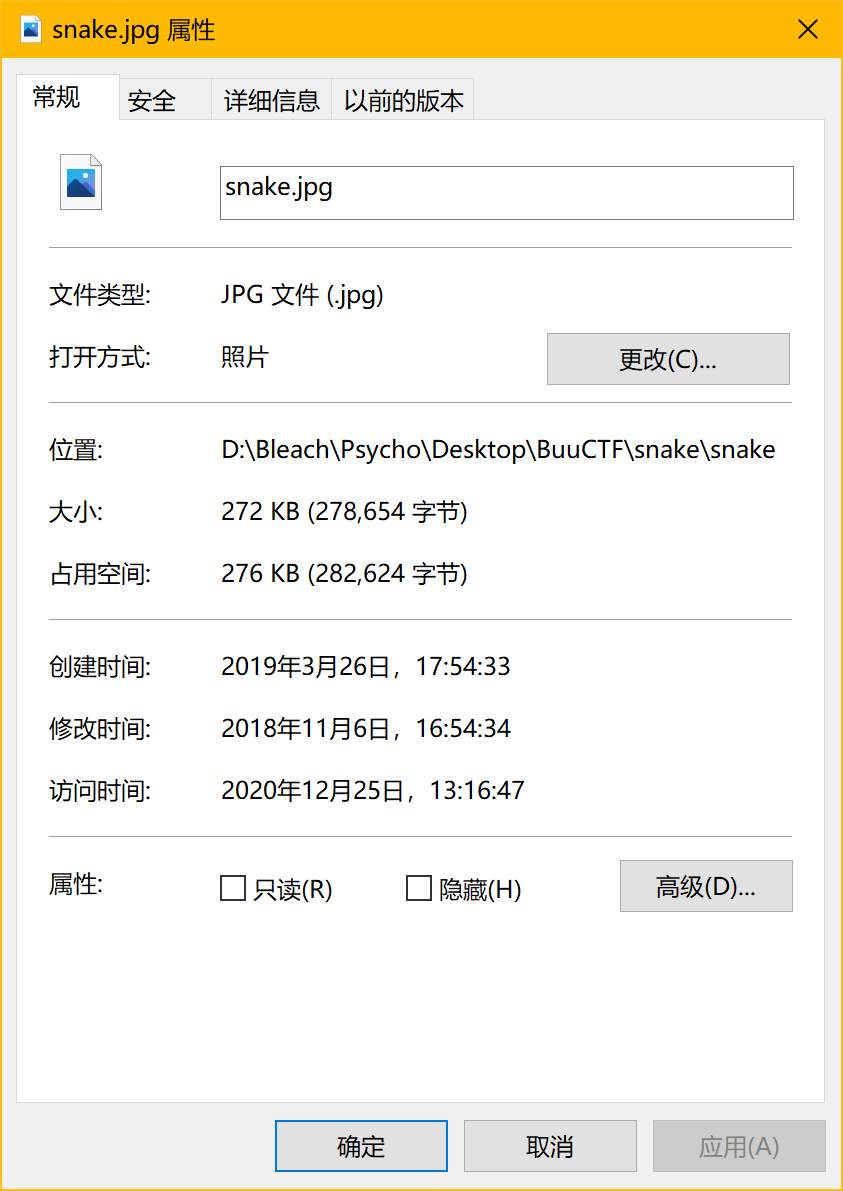 snake.jpg 属性
常规 安全 详细信息 以前的版本
snake.jpg
文件类型: JPG 文件 (.jpg)
打开方式: 照片 更改(C)...
位置: D:\Bleach\Psycho\Desktop\BuuCTF\snake\snake
大小: 272 KB (278,654 字节)
占用空间: 276 KB (282,624 字节)
创建时间: 2019年3月26日，17:54:33
修改时间: 2018年11月6日，16:54:34
访问时间: 2020年12月25日，13:16:47
属性: 只读(R) 隐藏(H) 高级(D)...
确定 取消 应用(A)